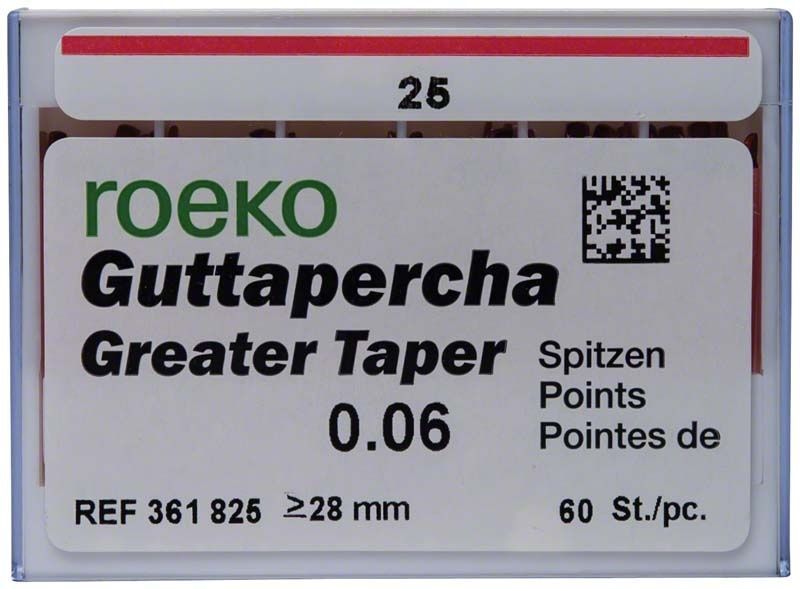 25
roeko
Guttapercha
Greater Taper
0.06
Spitzen
Points
Pointes de
REF 361 825 ≥28 mm 60 St./pc.